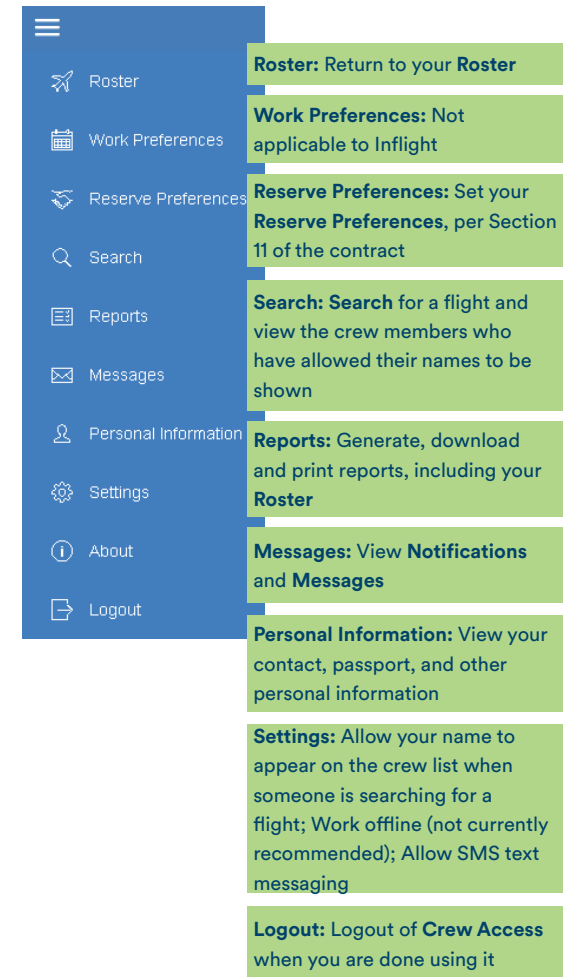 Roster
Work Preferences
Reserve Preferences
Search
Reports
Messages
Personal Information
Settings
About
Logout
Roster: Return to your Roster
Work Preferences: Not
applicable to Inflight
Reserve Preferences: Set your
Reserve Preferences, per Section
11 of the contract
Search: Search for a flight and
view the crew members who
have allowed their names to be
shown
Reports: Generate, download
and print reports, including your
Roster
Messages: View Notifications
and Messages
Personal Information: View your
contact, passport, and other
personal information
Settings: Allow your name to
appear on the crew list when
someone is searching for a
flight; Work offline (not currently
recommended); Allow SMS text
messaging
Logout: Logout of Crew Access
when you are done using it